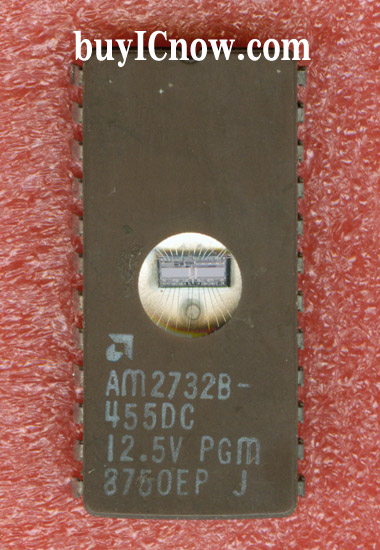 buyICnow.com
AM2732B-
455DC
12.5V PGM
8750EP J